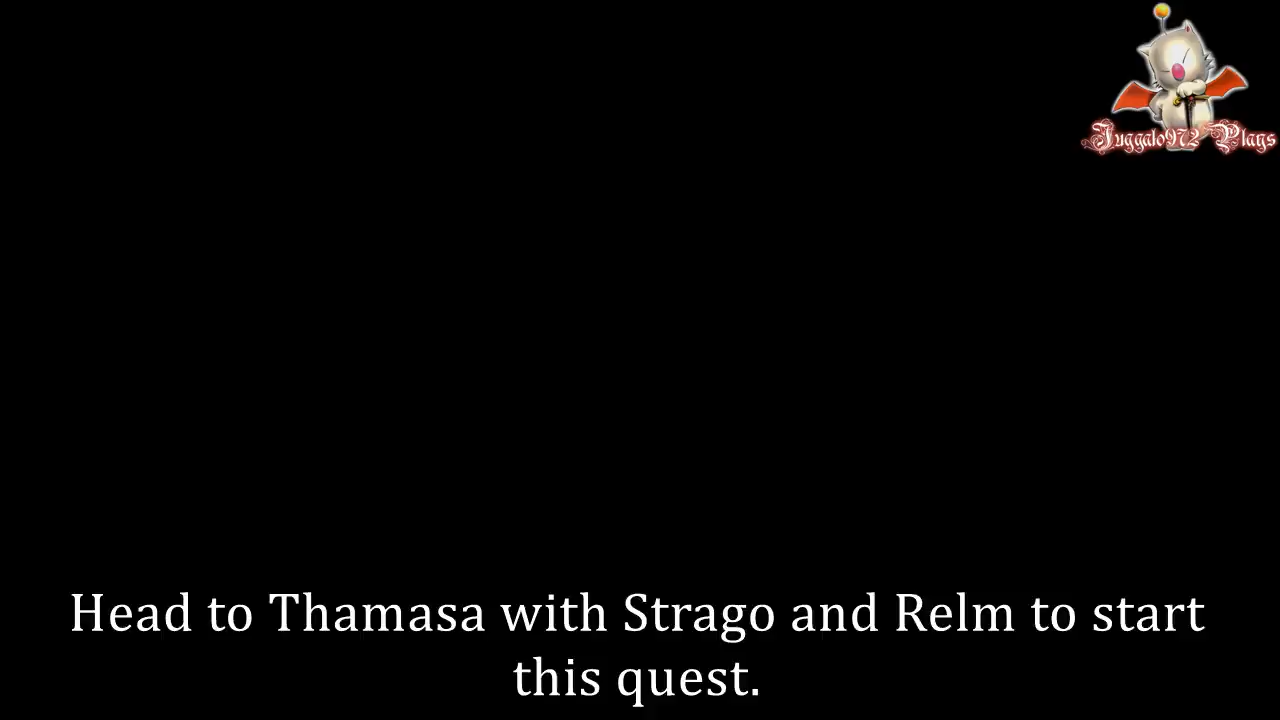 Juggalo972 Plays
Head to Thamasa with Strago and Relm to start
this quest.